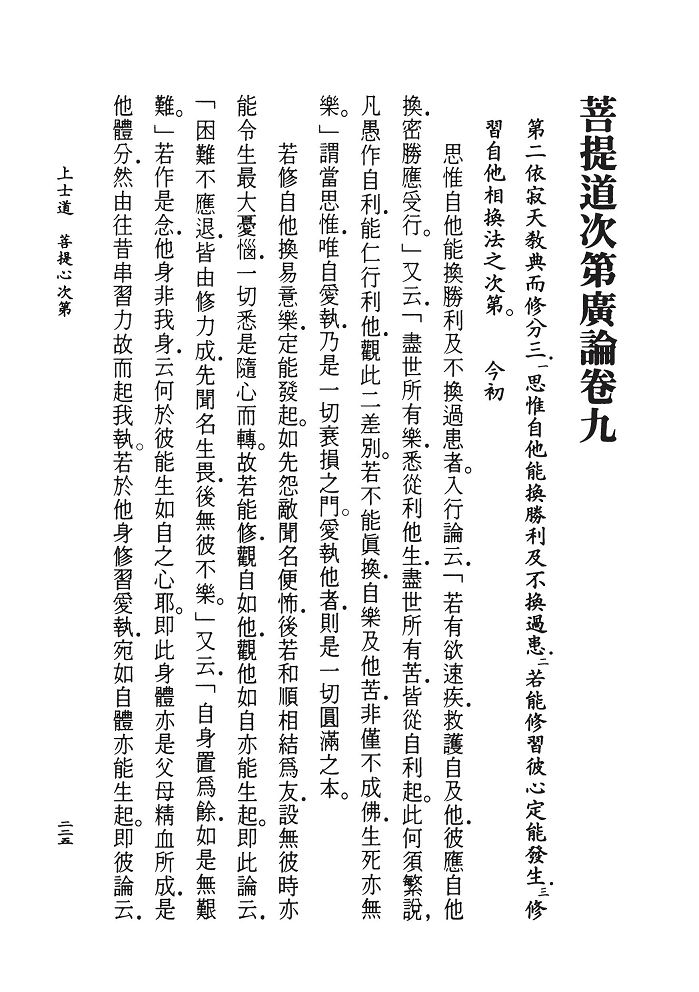 菩提道次第廣論卷九
第二依寂天教典而修分三．一思惟自他能換勝利及不換過患．二若能修習彼心定能發生．三修
習自他相換法之次第。　今初
思惟自他能換勝利及不換過患者。入行論云．「若有欲速疾．救護自及他．彼應自他
換．密勝應受行。」又云．「盡世所有樂．悉從利他生．盡世所有苦．皆從自利起。此何須繁說，
凡愚作自利．能仁行利他．觀此二差別。若不能眞換．自樂及他苦．非僅不成佛．生死亦無
樂。」謂當思惟．唯自愛執．乃是一切衰損之門。愛執他者．則是一切圓滿之本。
若修自他換易意樂．定能發起。如先怨敵聞名便怖．後若和順相結爲友．設無彼時亦
能令生最大憂惱．一切悉是隨心而轉。故若能修．觀自如他．觀他如自亦能生起。即此論云．
「困難不應退．皆由修力成．先聞名生畏．後無彼不樂。」又云．「自身置爲餘．如是無艱
難。」若作是念．他身非我身．云何於彼能生如自之心耶。即此身體亦是父母精血所成．是
他體分．然由往昔串習力故而起我執。若於他身修習愛執．宛如自體亦能生起。即彼論云．
上士道　菩提心次第
二二五